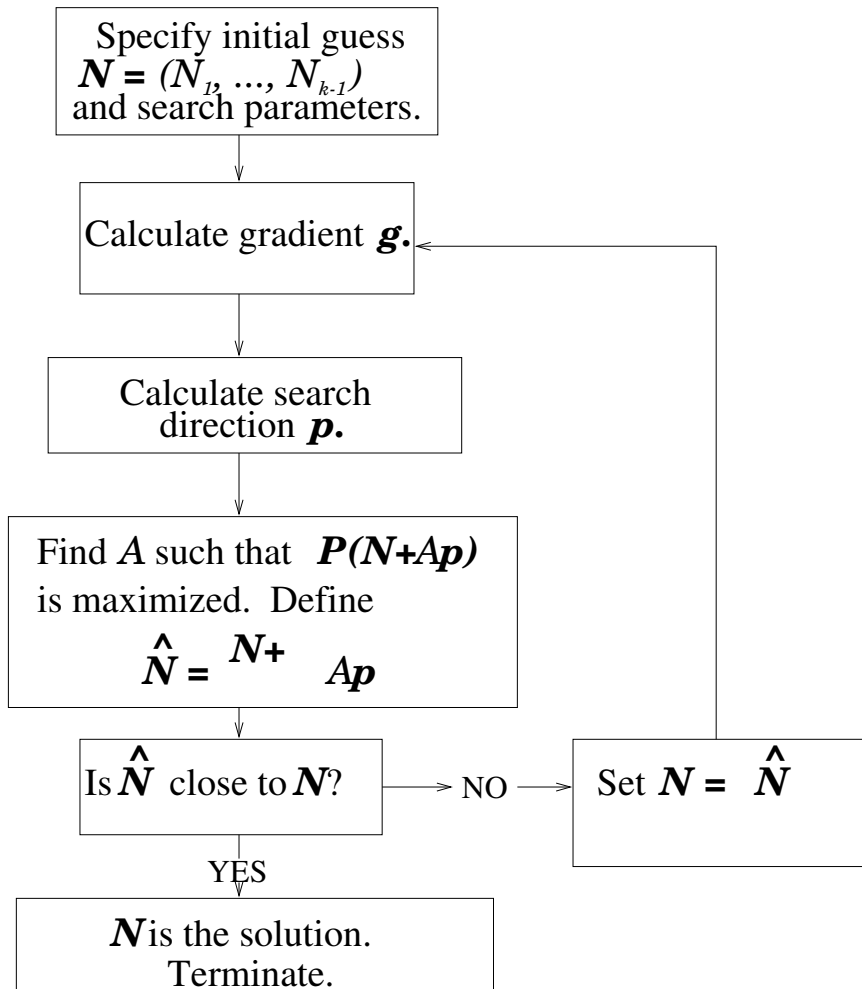 Specify initial guess
N = (N₁, ..., Nₖ₋₁)
and search parameters.
Calculate gradient g.
Calculate search
direction p.
Find A such that P(N+Ap)
is maximized. Define
N̂ = N+ Ap
Is N̂ close to N?
NO
Set N = N̂
YES
N is the solution.
Terminate.